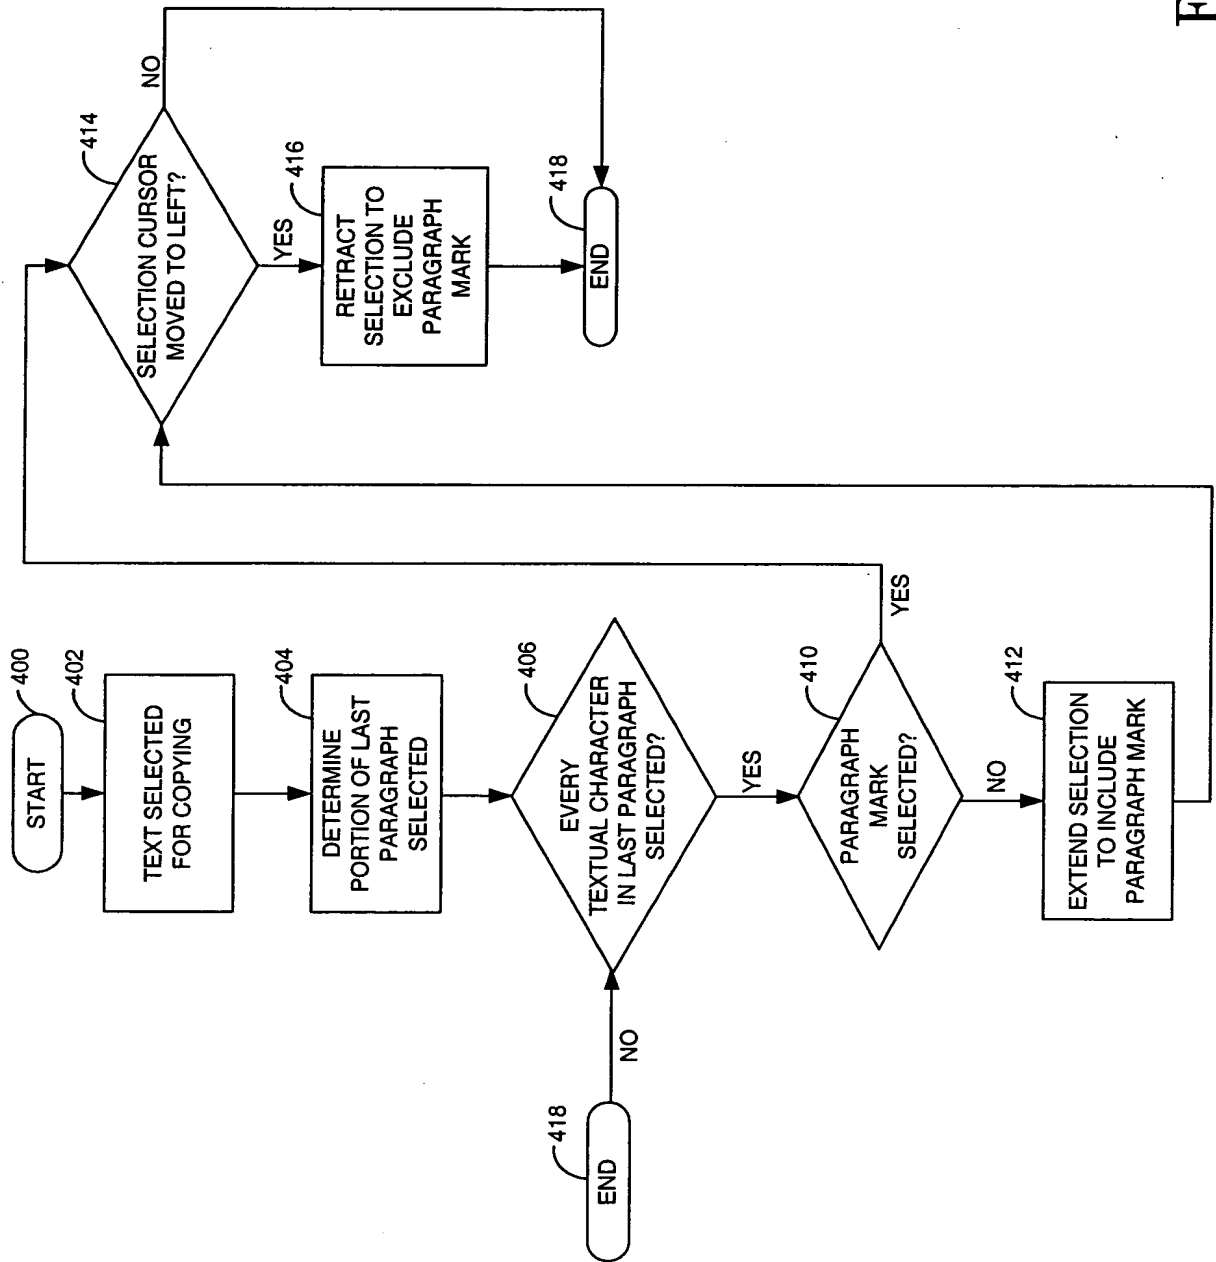 START
400
TEXT SELECTED
FOR COPYING
402
DETERMINE
PORTION OF LAST
PARAGRAPH
SELECTED
404
EVERY
TEXTUAL CHARACTER
IN LAST PARAGRAPH
SELECTED?
406
NO
END
418
YES
PARAGRAPH
MARK
SELECTED?
410
YES
NO
EXTEND SELECTION
TO INCLUDE
PARAGRAPH MARK
412
SELECTION CURSOR
MOVED TO LEFT?
414
NO
YES
RETRACT
SELECTION TO
EXCLUDE
PARAGRAPH
MARK
416
END
418
F